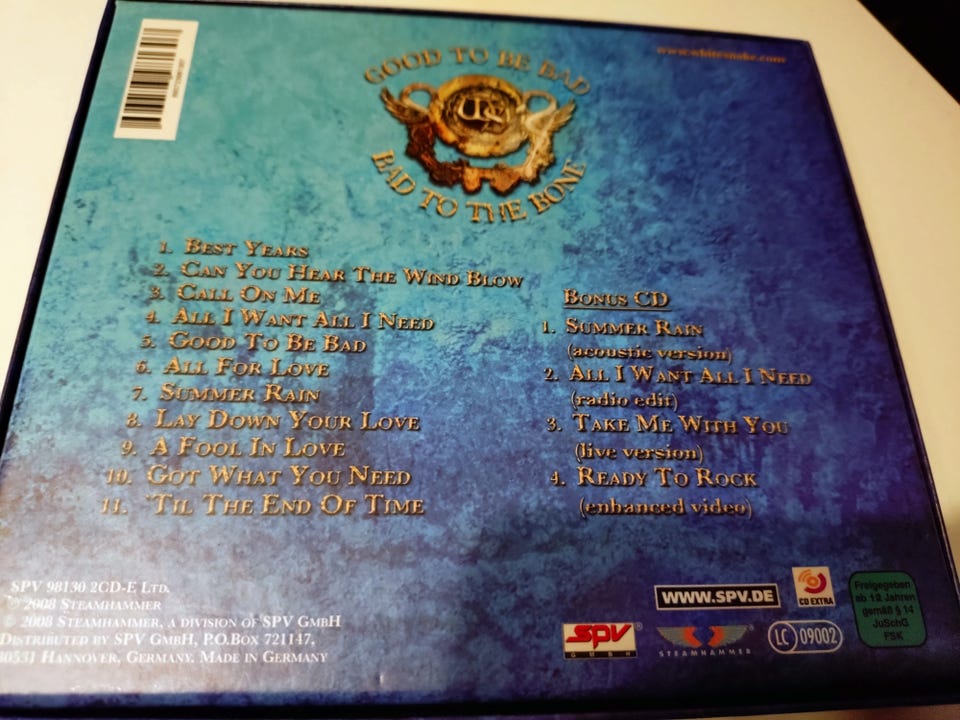 www.whitesnake.com
GOOD TO BE BAD
BAD TO THE BONE
1. BEST YEARS
2. CAN YOU HEAR THE WIND BLOW
3. CALL ON ME
4. ALL I WANT ALL I NEED
5. GOOD TO BE BAD
6. ALL FOR LOVE
7. SUMMER RAIN
8. LAY DOWN YOUR LOVE
9. A FOOL IN LOVE
10. GOT WHAT YOU NEED
11. 'TIL THE END OF TIME
BONUS CD
1. SUMMER RAIN
(acoustic version)
2. ALL I WANT ALL I NEED
(radio edit)
3. TAKE ME WITH YOU
(live version)
4. READY TO ROCK
(enhanced video)
SPV 98130 2CD-E LTD.
℗ 2008 STEAMHAMMER
© 2008 STEAMHAMMER, A DIVISION OF SPV GMBH
DISTRIBUTED BY SPV GMBH, P.O.BOX 721147,
30531 HANNOVER, GERMANY. MADE IN GERMANY
WWW.SPV.DE
CD EXTRA
SPV®
GMBH
STEAMHAMMER
LC 09002
Freigegeben
ab 12 Jahren
gemäß § 14
JuSchG
FSK